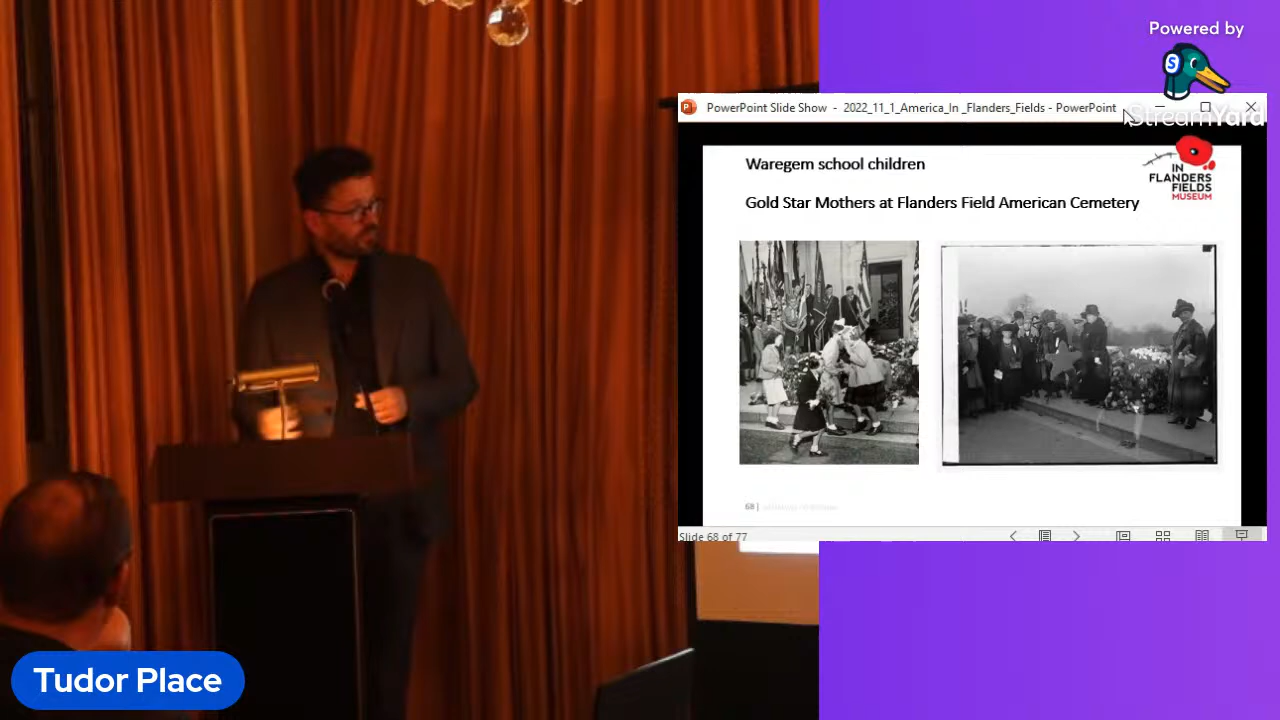 Powered by
S
StreamYard
PowerPoint Slide Show - 2022_11_1_America_In _Flanders_Fields - PowerPoint
Waregem school children
Gold Star Mothers at Flanders Field American Cemetery
IN
FLANDERS
FIELDS
MUSEUM
68 |
Slide 68 of 77
Tudor Place